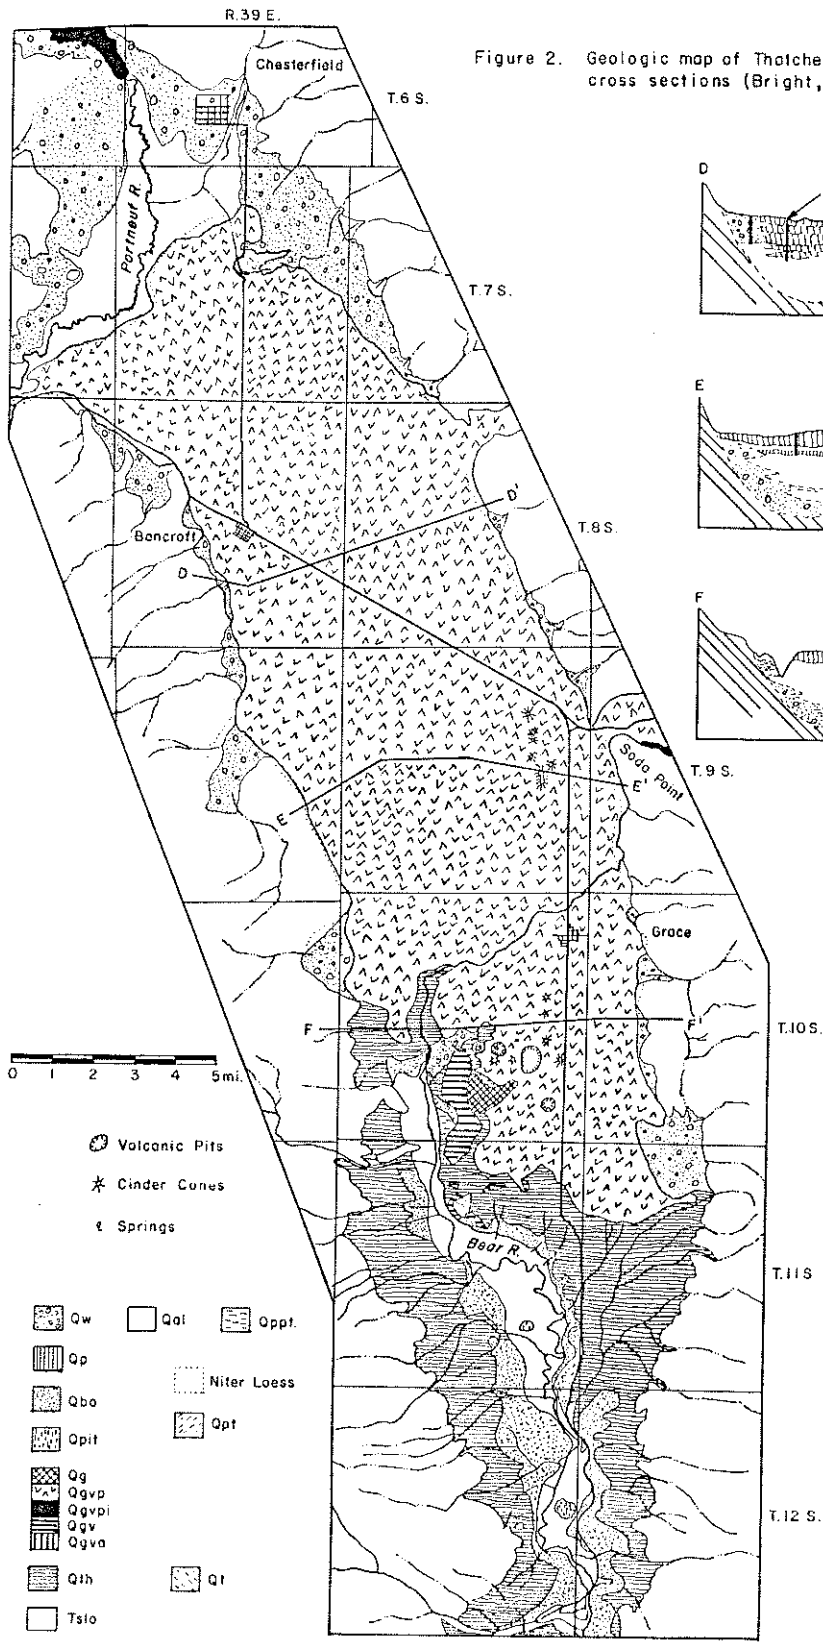 R.39 E.
Figure 2. Geologic map of Thatche
cross sections (Bright,
Chesterfield
T.6 S.
Portneuf R.
D
T.7 S.
E
D'
Bancroft
T.8 S.
D
F
Soda Point
T.9 S.
E'
E
Grace
F
F'
T.10 S.
0 1 2 3 4 5 mi.
Volcanic Pits
Cinder Cones
Springs
Bear R.
T.11 S
Qw
Qal
Qppt.
Qp
Niter Loess
Qbo
Qpt
Qpit
Qg
Qgvp
Qgvpi
Qgv
Qgva
T.12 S.
Qth
Qt
Tslo